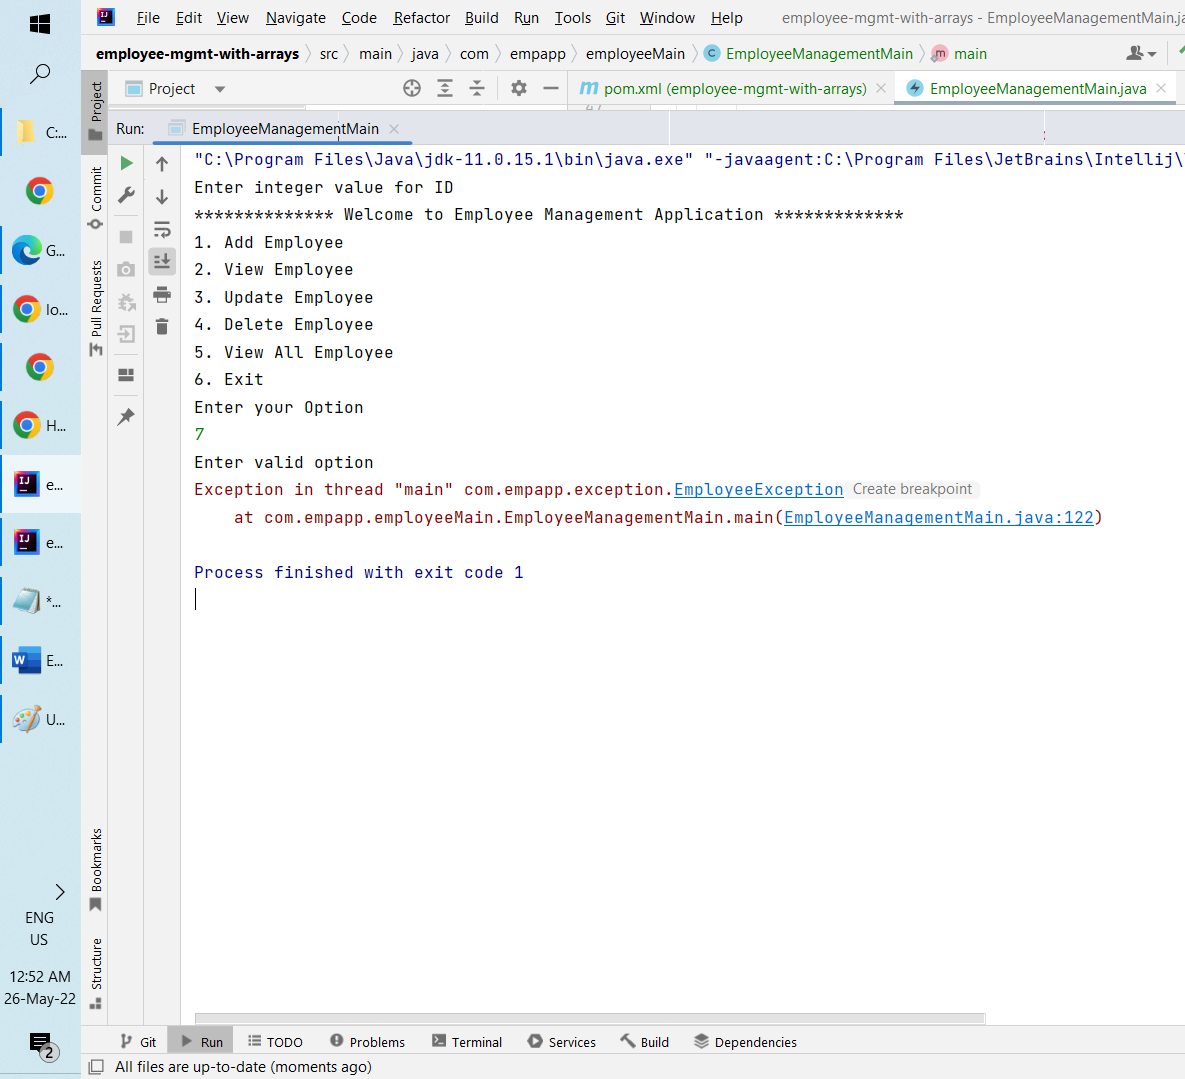 File Edit View Navigate Code Refactor Build Run Tools Git Window Help employee-mgmt-with-arrays - EmployeeManagementMain.ja
employee-mgmt-with-arrays src main java com empapp employeeMain C EmployeeManagementMain m main
Project
m pom.xml (employee-mgmt-with-arrays) EmployeeManagementMain.java
Run: EmployeeManagementMain
"C:\Program Files\Java\jdk-11.0.15.1\bin\java.exe" "-javaagent:C:\Program Files\JetBrains\Intellij\
Enter integer value for ID
************** Welcome to Employee Management Application *************
1. Add Employee
2. View Employee
3. Update Employee
4. Delete Employee
5. View All Employee
6. Exit
Enter your Option
7
Enter valid option
Exception in thread "main" com.empapp.exception.EmployeeException Create breakpoint
at com.empapp.employeeMain.EmployeeManagementMain.main(EmployeeManagementMain.java:122)
Process finished with exit code 1
Project
Commit
Pull Requests
Bookmarks
Structure
C:...
G...
lo...
H...
IJ e...
IJ e...
*...
W E...
U...
ENG
US
12:52 AM
26-May-22
2
Git Run TODO Problems Terminal Services Build Dependencies
All files are up-to-date (moments ago)